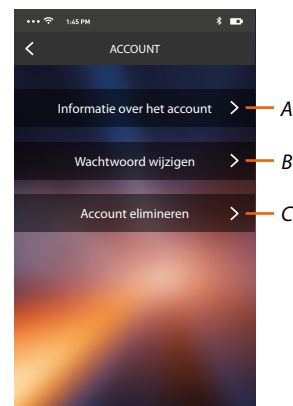 1:45 PM
ACCOUNT
Informatie over het account
A
Wachtwoord wijzigen
B
Account elimineren
C